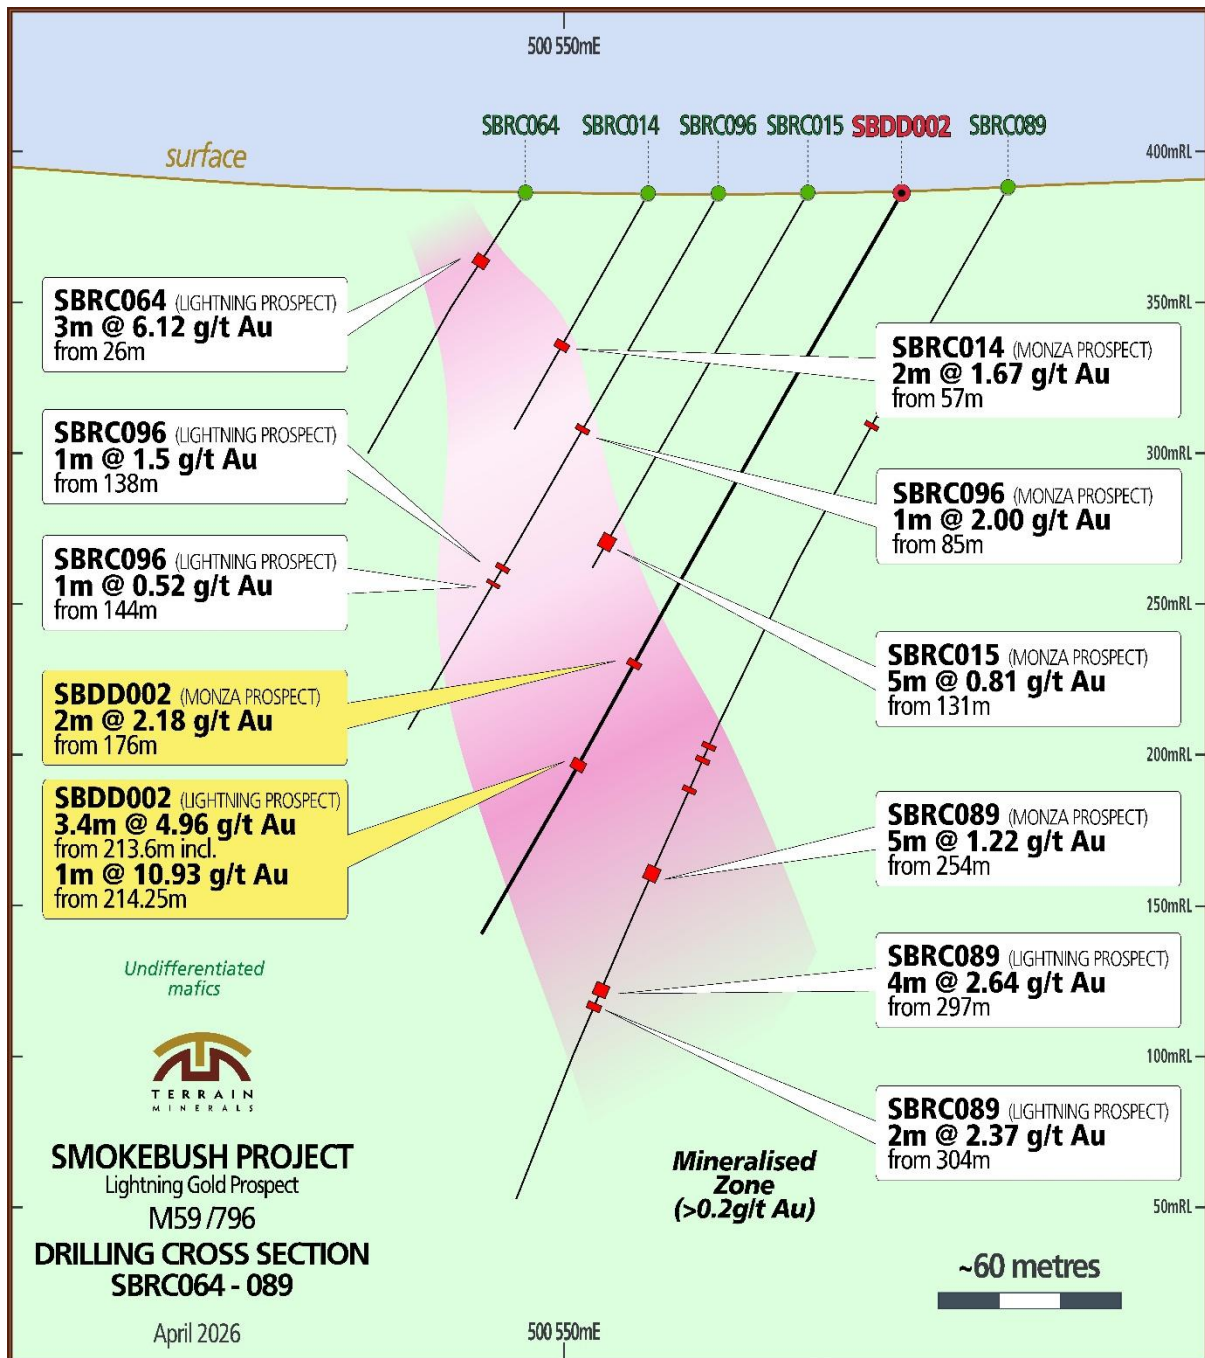 500 550mE
SBRC064 SBRC014 SBRC096 SBRC015 SBDD002 SBRC089
surface
400mRL
350mRL
300mRL
250mRL
200mRL
150mRL
100mRL
50mRL
SBRC064 (LIGHTNING PROSPECT)
3m @ 6.12 g/t Au
from 26m
SBRC096 (LIGHTNING PROSPECT)
1m @ 1.5 g/t Au
from 138m
SBRC096 (LIGHTNING PROSPECT)
1m @ 0.52 g/t Au
from 144m
SBDD002 (MONZA PROSPECT)
2m @ 2.18 g/t Au
from 176m
SBDD002 (LIGHTNING PROSPECT)
3.4m @ 4.96 g/t Au
from 213.6m incl.
1m @ 10.93 g/t Au
from 214.25m
SBRC014 (MONZA PROSPECT)
2m @ 1.67 g/t Au
from 57m
SBRC096 (MONZA PROSPECT)
1m @ 2.00 g/t Au
from 85m
SBRC015 (MONZA PROSPECT)
5m @ 0.81 g/t Au
from 131m
SBRC089 (MONZA PROSPECT)
5m @ 1.22 g/t Au
from 254m
SBRC089 (LIGHTNING PROSPECT)
4m @ 2.64 g/t Au
from 297m
SBRC089 (LIGHTNING PROSPECT)
2m @ 2.37 g/t Au
from 304m
Undifferentiated
mafics
TERRAIN
MINERALS
SMOKEBUSH PROJECT
Lightning Gold Prospect
M59 /796
DRILLING CROSS SECTION
SBRC064 - 089
April 2026
Mineralised
Zone
(>0.2g/t Au)
~60 metres
500 550mE